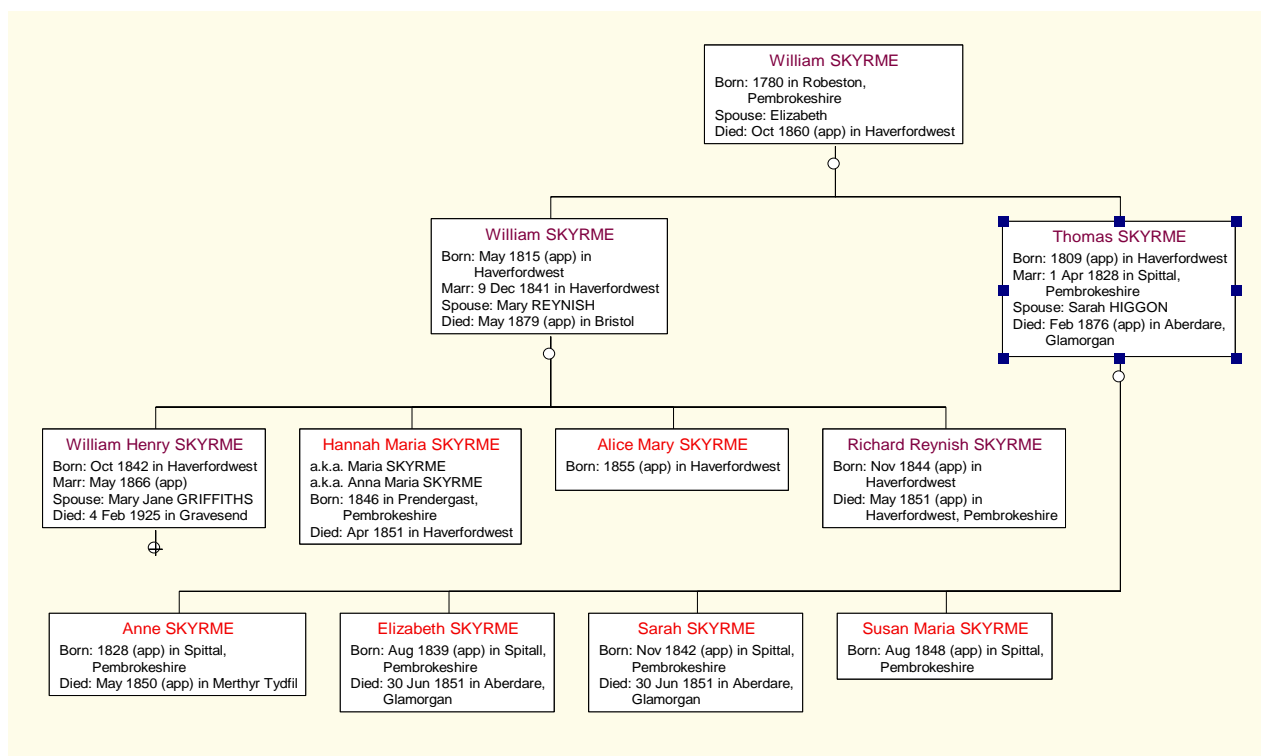 William SKYRME
Born: 1780 in Robeston,
Pembrokeshire
Spouse: Elizabeth
Died: Oct 1860 (app) in Haverfordwest
William SKYRME
Born: May 1815 (app) in
Haverfordwest
Marr: 9 Dec 1841 in Haverfordwest
Spouse: Mary REYNISH
Died: May 1879 (app) in Bristol
Thomas SKYRME
Born: 1809 (app) in Haverfordwest
Marr: 1 Apr 1828 in Spittal,
Pembrokeshire
Spouse: Sarah HIGGON
Died: Feb 1876 (app) in Aberdare,
Glamorgan
William Henry SKYRME
Born: Oct 1842 in Haverfordwest
Marr: May 1866 (app)
Spouse: Mary Jane GRIFFITHS
Died: 4 Feb 1925 in Gravesend
Hannah Maria SKYRME
a.k.a. Maria SKYRME
a.k.a. Anna Maria SKYRME
Born: 1846 in Prendergast,
Pembrokeshire
Died: Apr 1851 in Haverfordwest
Alice Mary SKYRME
Born: 1855 (app) in Haverfordwest
Richard Reynish SKYRME
Born: Nov 1844 (app) in
Haverfordwest
Died: May 1851 (app) in
Haverfordwest, Pembrokeshire
Anne SKYRME
Born: 1828 (app) in Spittal,
Pembrokeshire
Died: May 1850 (app) in Merthyr Tydfil
Elizabeth SKYRME
Born: Aug 1839 (app) in Spitall,
Pembrokeshire
Died: 30 Jun 1851 in Aberdare,
Glamorgan
Sarah SKYRME
Born: Nov 1842 (app) in Spittal,
Pembrokeshire
Died: 30 Jun 1851 in Aberdare,
Glamorgan
Susan Maria SKYRME
Born: Aug 1848 (app) in Spittal,
Pembrokeshire